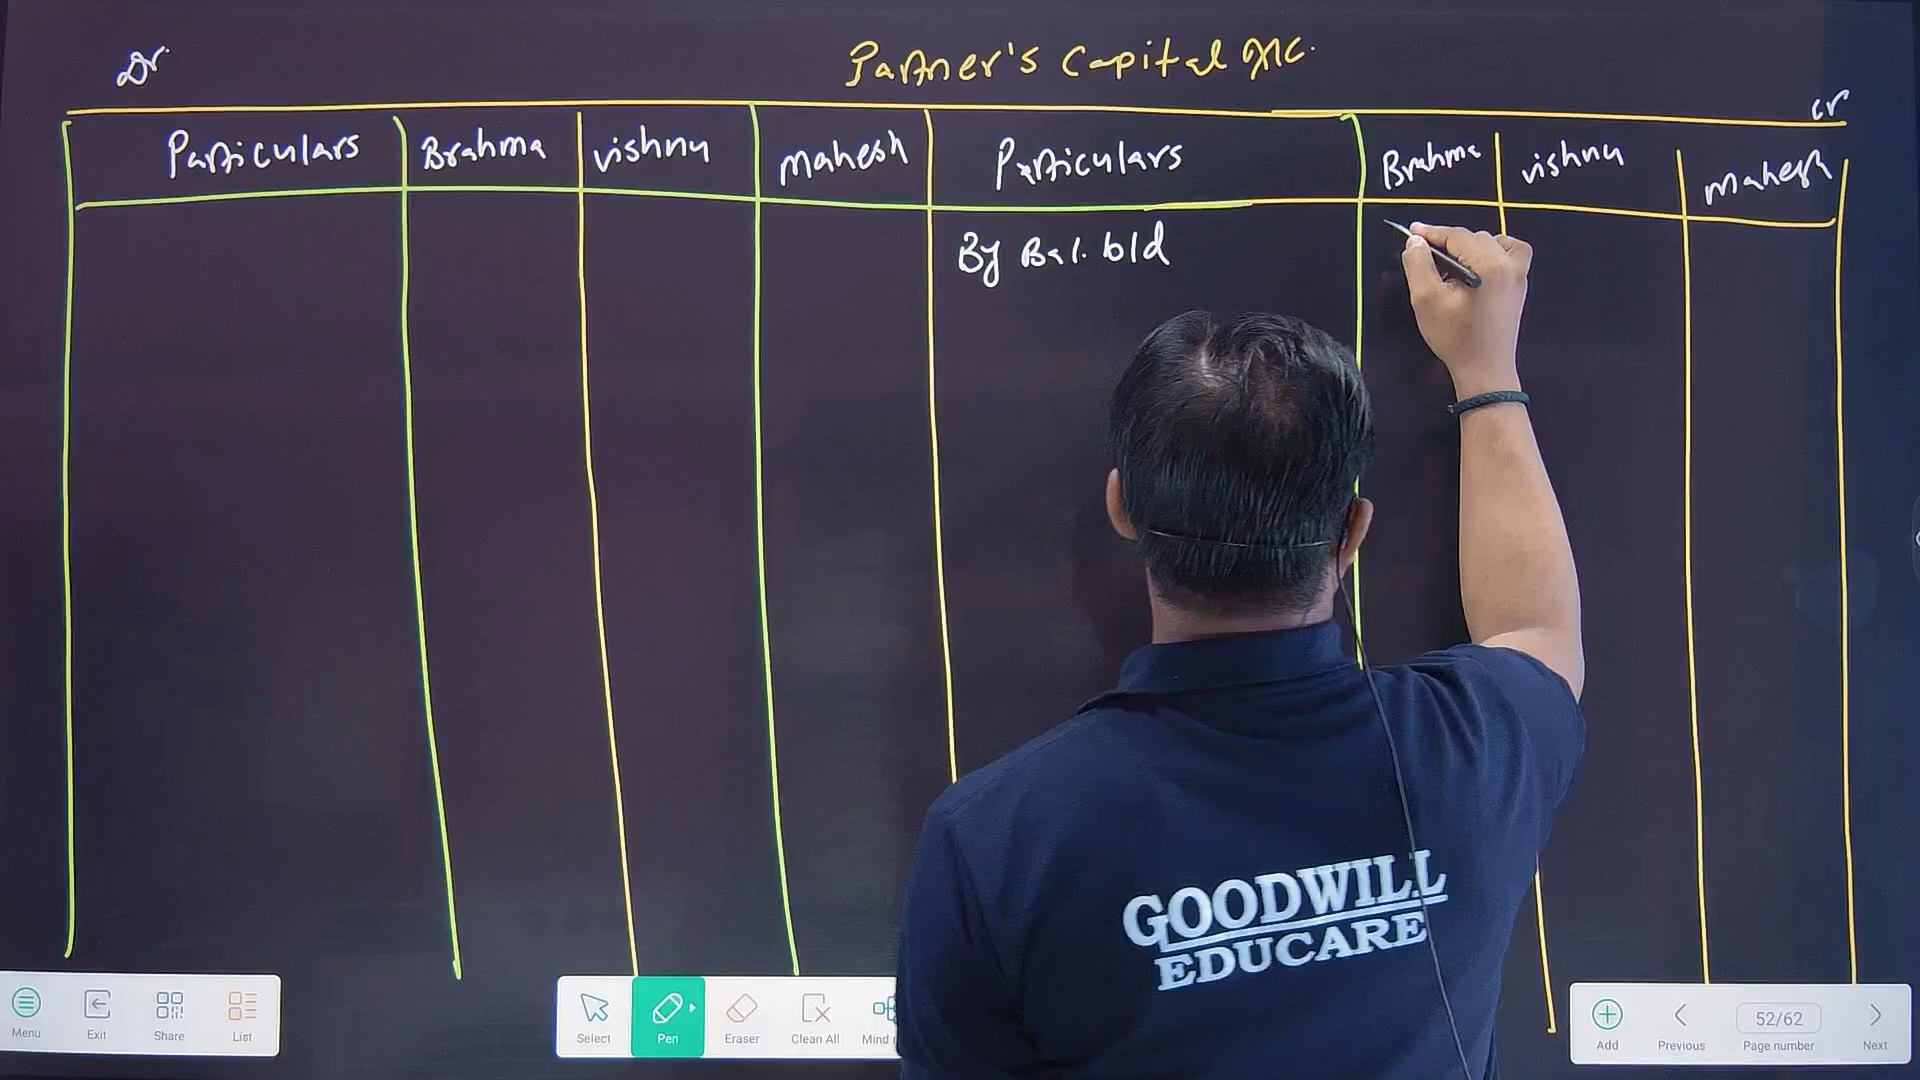 Dr.
Partner's Capital A/c.
Cr
Particulars Brahma vishnu mahesh Particulars Brahma vishnu mahesh
By Bal. b/d
GOODWILL
EDUCARE
Menu Exit Share List
Select Pen Eraser Clean All Mind
Add Previous 52/62 Page number Next